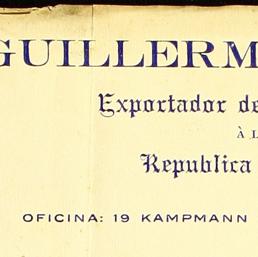 GUILLERM
Exportador de
À L
Republica
OFICINA: 19 KAMPMANN